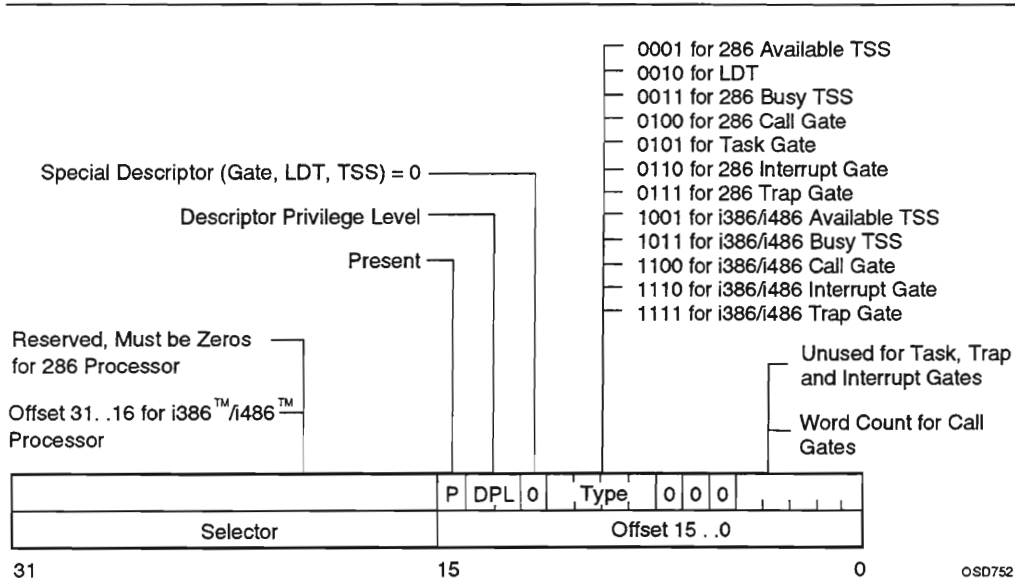 0001 for 286 Available TSS
0010 for LDT
0011 for 286 Busy TSS
0100 for 286 Call Gate
0101 for Task Gate
0110 for 286 Interrupt Gate
0111 for 286 Trap Gate
1001 for i386/i486 Available TSS
1011 for i386/i486 Busy TSS
1100 for i386/i486 Call Gate
1110 for i386/i486 Interrupt Gate
1111 for i386/i486 Trap Gate
Special Descriptor (Gate, LDT, TSS) = 0
Descriptor Privilege Level
Present
Reserved, Must be Zeros
for 286 Processor
Offset 31. .16 for i386™/i486™
Processor
Unused for Task, Trap
and Interrupt Gates
Word Count for Call
Gates
P DPL 0 Type 0 0 0
Selector Offset 15 . .0
31 15 0
OSD752